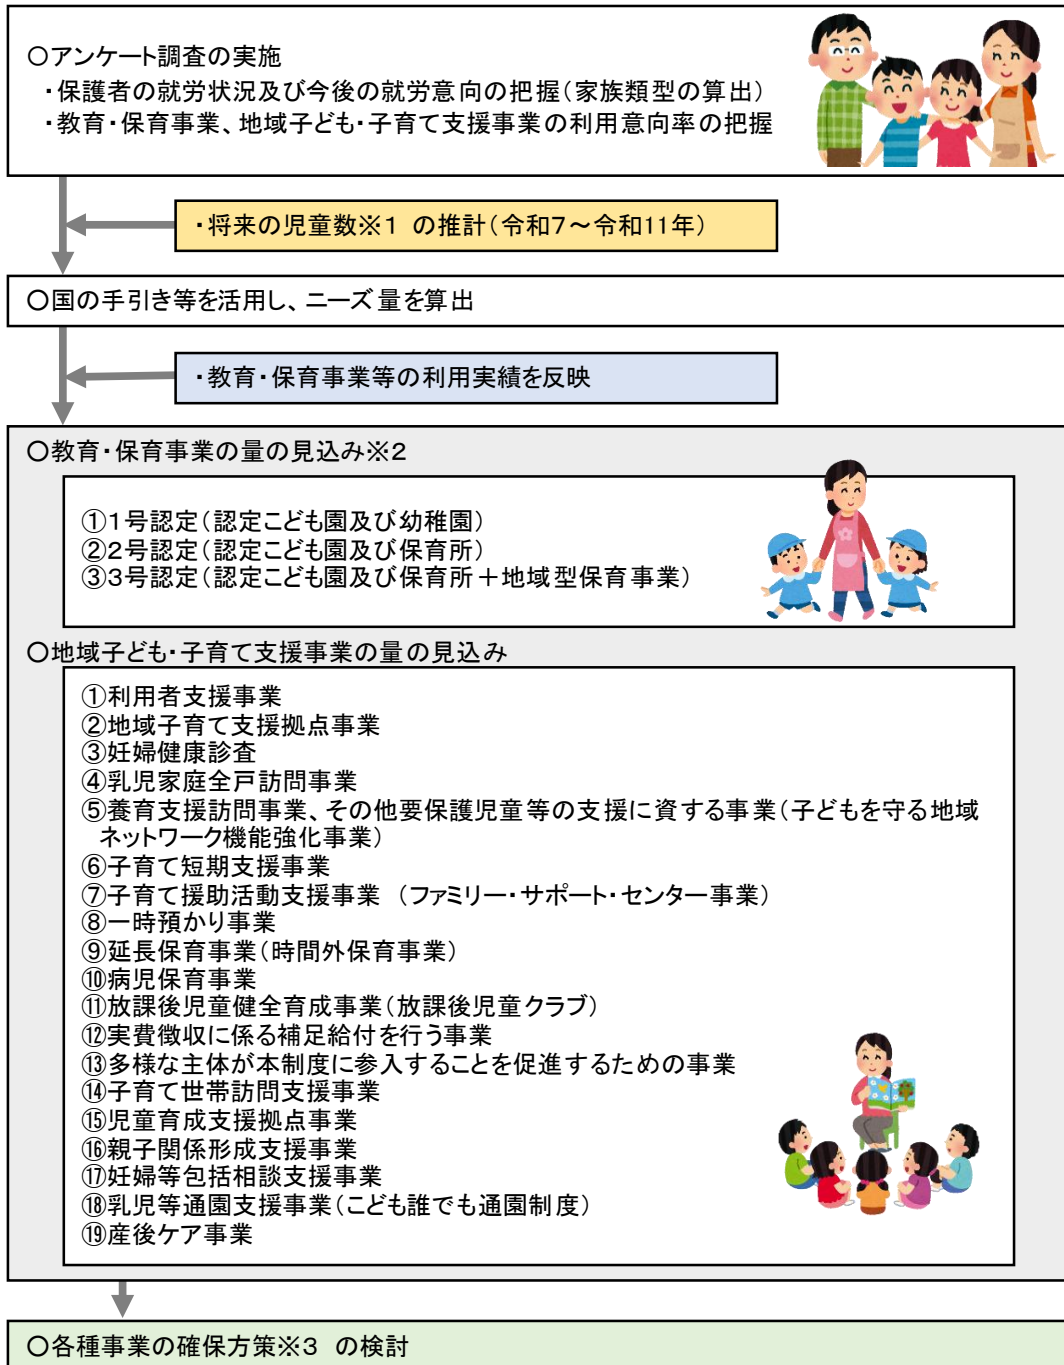 〇アンケート調査の実施
・保護者の就労状況及び今後の就労意向の把握(家族類型の算出)
・教育・保育事業、地域子ども・子育て支援事業の利用意向率の把握
・将来の児童数※1 の推計(令和7～令和11年)
〇国の手引き等を活用し、ニーズ量を算出
・教育・保育事業等の利用実績を反映
〇教育・保育事業の量の見込み※2
①1号認定(認定こども園及び幼稚園)
②2号認定(認定こども園及び保育所)
③3号認定(認定こども園及び保育所＋地域型保育事業)
〇地域子ども・子育て支援事業の量の見込み
①利用者支援事業
②地域子育て支援拠点事業
③妊婦健康診査
④乳児家庭全戸訪問事業
⑤養育支援訪問事業、その他要保護児童等の支援に資する事業(子どもを守る地域
ネットワーク機能強化事業)
⑥子育て短期支援事業
⑦子育て援助活動支援事業 (ファミリー・サポート・センター事業)
⑧一時預かり事業
⑨延長保育事業(時間外保育事業)
⑩病児保育事業
⑪放課後児童健全育成事業(放課後児童クラブ)
⑫実費徴収に係る補足給付を行う事業
⑬多様な主体が本制度に参入することを促進するための事業
⑭子育て世帯訪問支援事業
⑮児童育成支援拠点事業
⑯親子関係形成支援事業
⑰妊婦等包括相談支援事業
⑱乳児等通園支援事業(こども誰でも通園制度)
⑲産後ケア事業
〇各種事業の確保方策※3 の検討